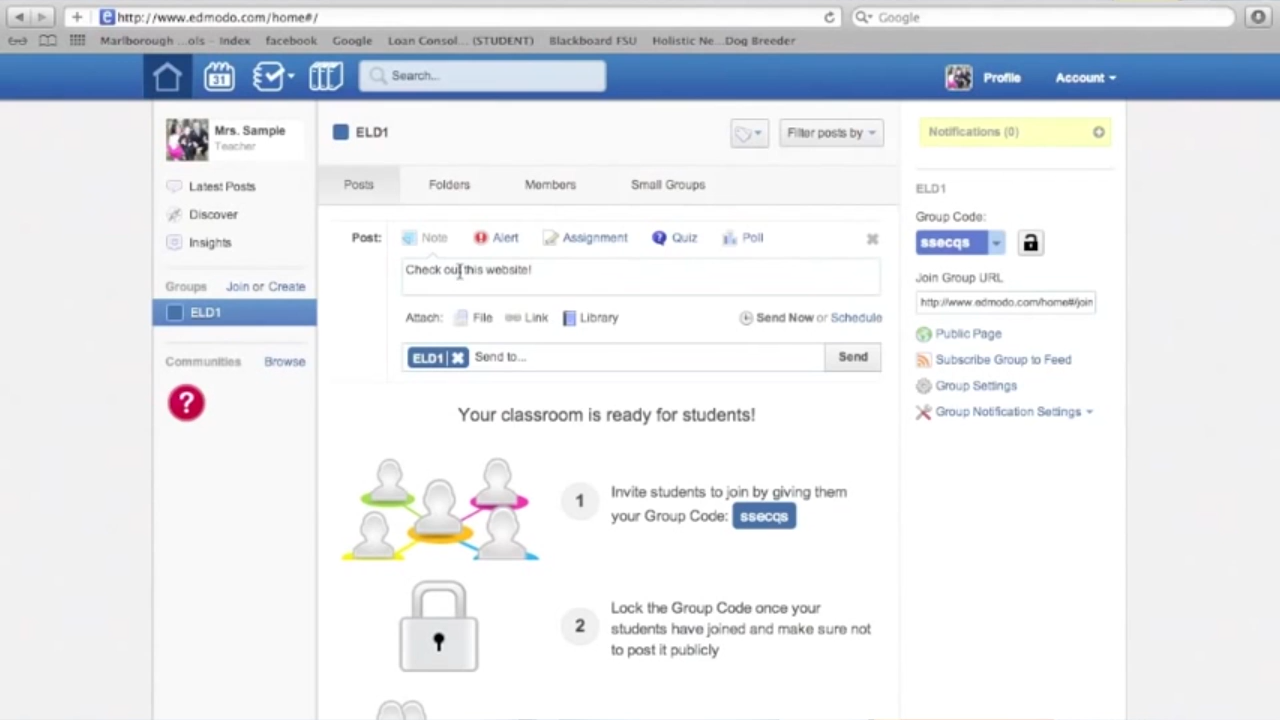 http://www.edmodo.com/home#/
Google
Marlborough ...ols - Index facebook Google Loan Consol... (STUDENT) Blackboard FSU Holistic Ne...Dog Breeder
31 Search... Profile Account
Mrs. Sample
Teacher
Latest Posts
Discover
Insights
Groups Join or Create
ELD1
Communities Browse
?
ELD1 Filter posts by
Posts Folders Members Small Groups
Post: Note Alert Assignment Quiz Poll
Check out this website!
Attach: File Link Library Send Now or Schedule
ELD1 Send to... Send
Your classroom is ready for students!
1 Invite students to join by giving them
your Group Code: ssecqs
2 Lock the Group Code once your
students have joined and make sure not
to post it publicly
Notifications (0)
ELD1
Group Code:
ssecqs
Join Group URL
http://www.edmodo.com/home#/join
Public Page
Subscribe Group to Feed
Group Settings
Group Notification Settings